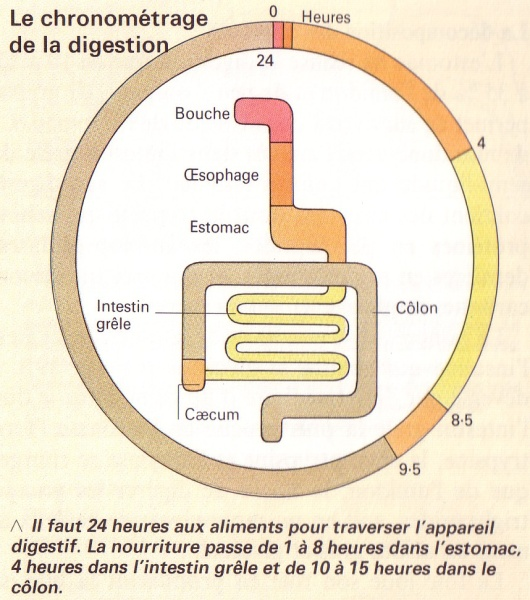 Le chronométrage
de la digestion
0
Heures
24
4
Bouche
Œsophage
Estomac
Intestin
grêle
Côlon
Cæcum
8·5
9·5
∧ Il faut 24 heures aux aliments pour traverser l'appareil
digestif. La nourriture passe de 1 à 8 heures dans l'estomac,
4 heures dans l'intestin grêle et de 10 à 15 heures dans le
côlon.